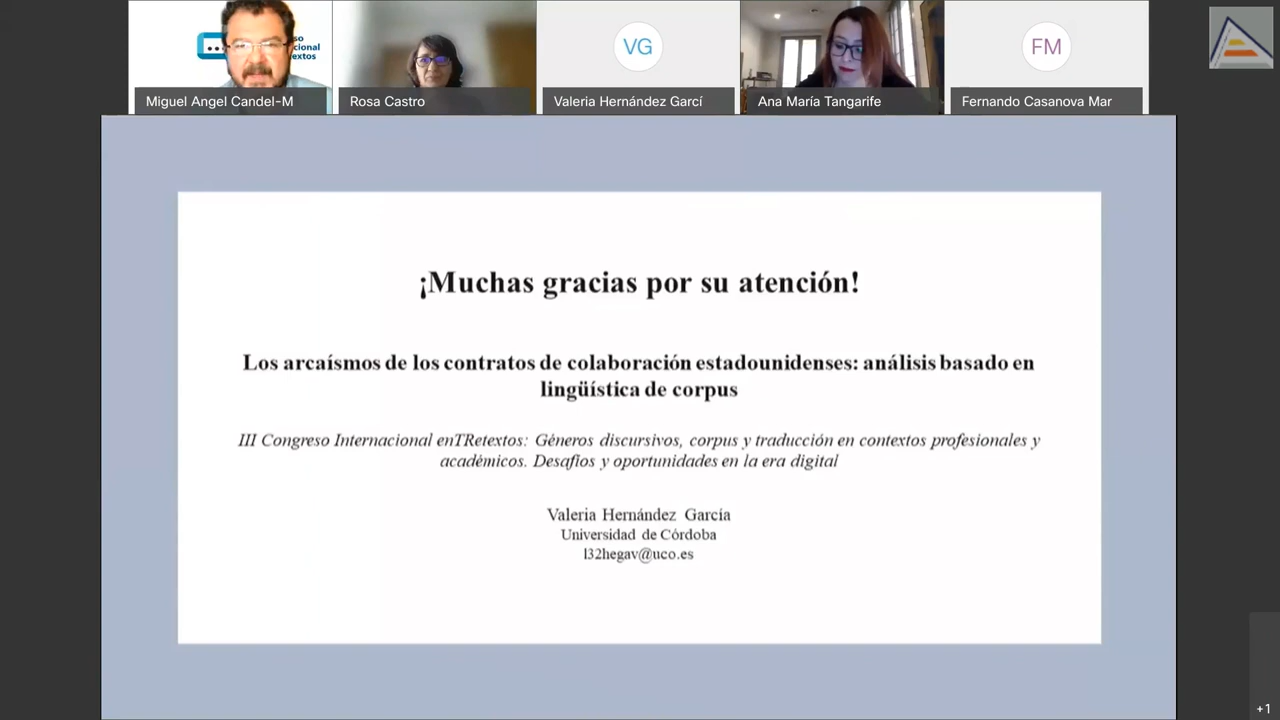 so
cional
extos
VG
FM
Miguel Angel Candel-M
Rosa Castro
Valeria Hernández Garcí
Ana María Tangarife
Fernando Casanova Mar
¡Muchas gracias por su atención!
Los arcaísmos de los contratos de colaboración estadounidenses: análisis basado en
lingüística de corpus
III Congreso Internacional enTRetextos: Géneros discursivos, corpus y traducción en contextos profesionales y
académicos. Desafíos y oportunidades en la era digital
Valeria Hernández García
Universidad de Córdoba
l32hegav@uco.es
+1